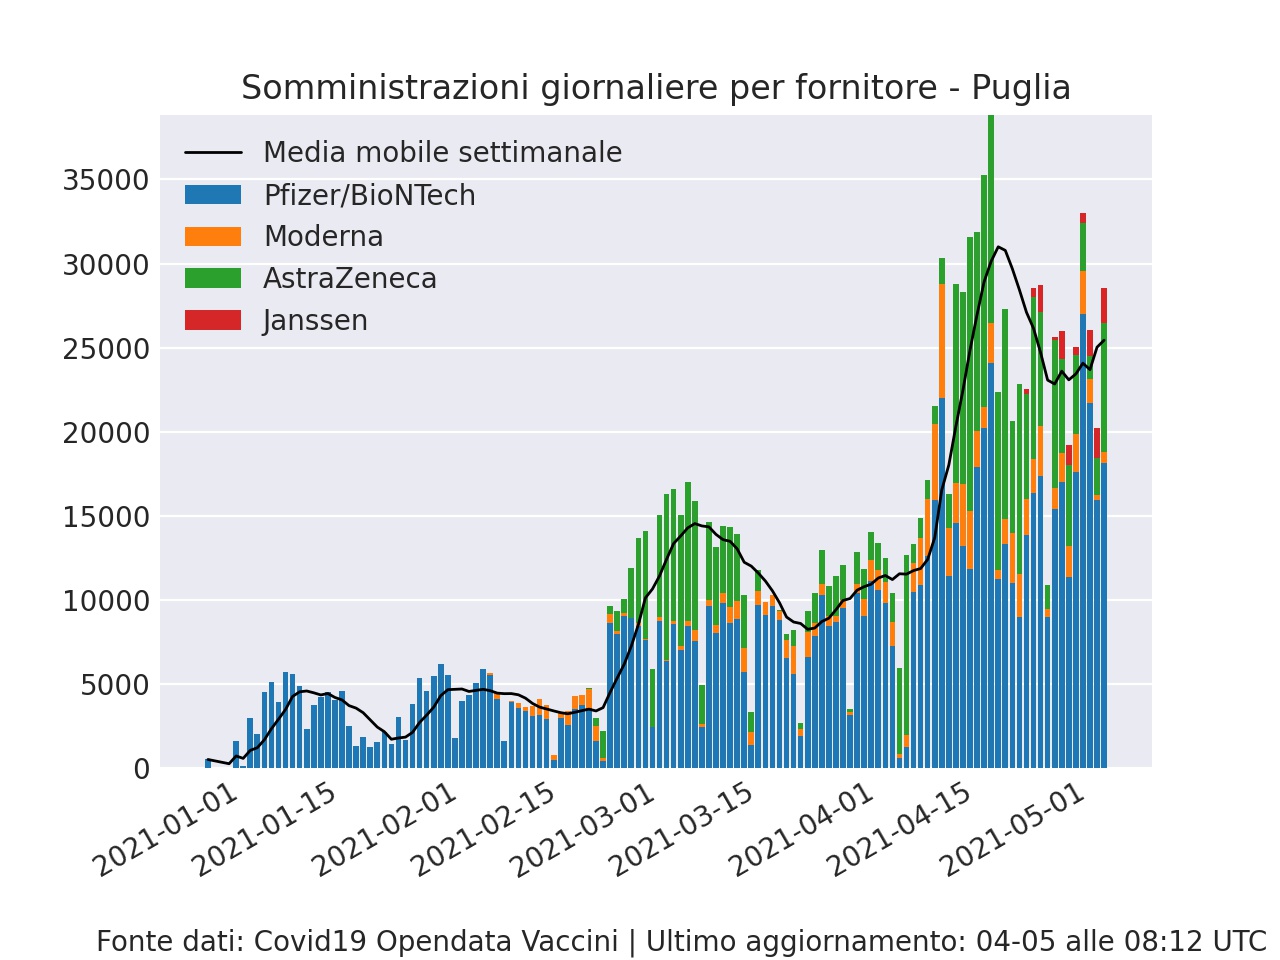 Somministrazioni giornaliere per fornitore - Puglia
Media mobile settimanale
Pfizer/BioNTech
Moderna
AstraZeneca
Janssen
35000
30000
25000
20000
15000
10000
5000
0
2021-01-01
2021-01-15
2021-02-01
2021-02-15
2021-03-01
2021-03-15
2021-04-01
2021-04-15
2021-05-01
Fonte dati: Covid19 Opendata Vaccini | Ultimo aggiornamento: 04-05 alle 08:12 UTC